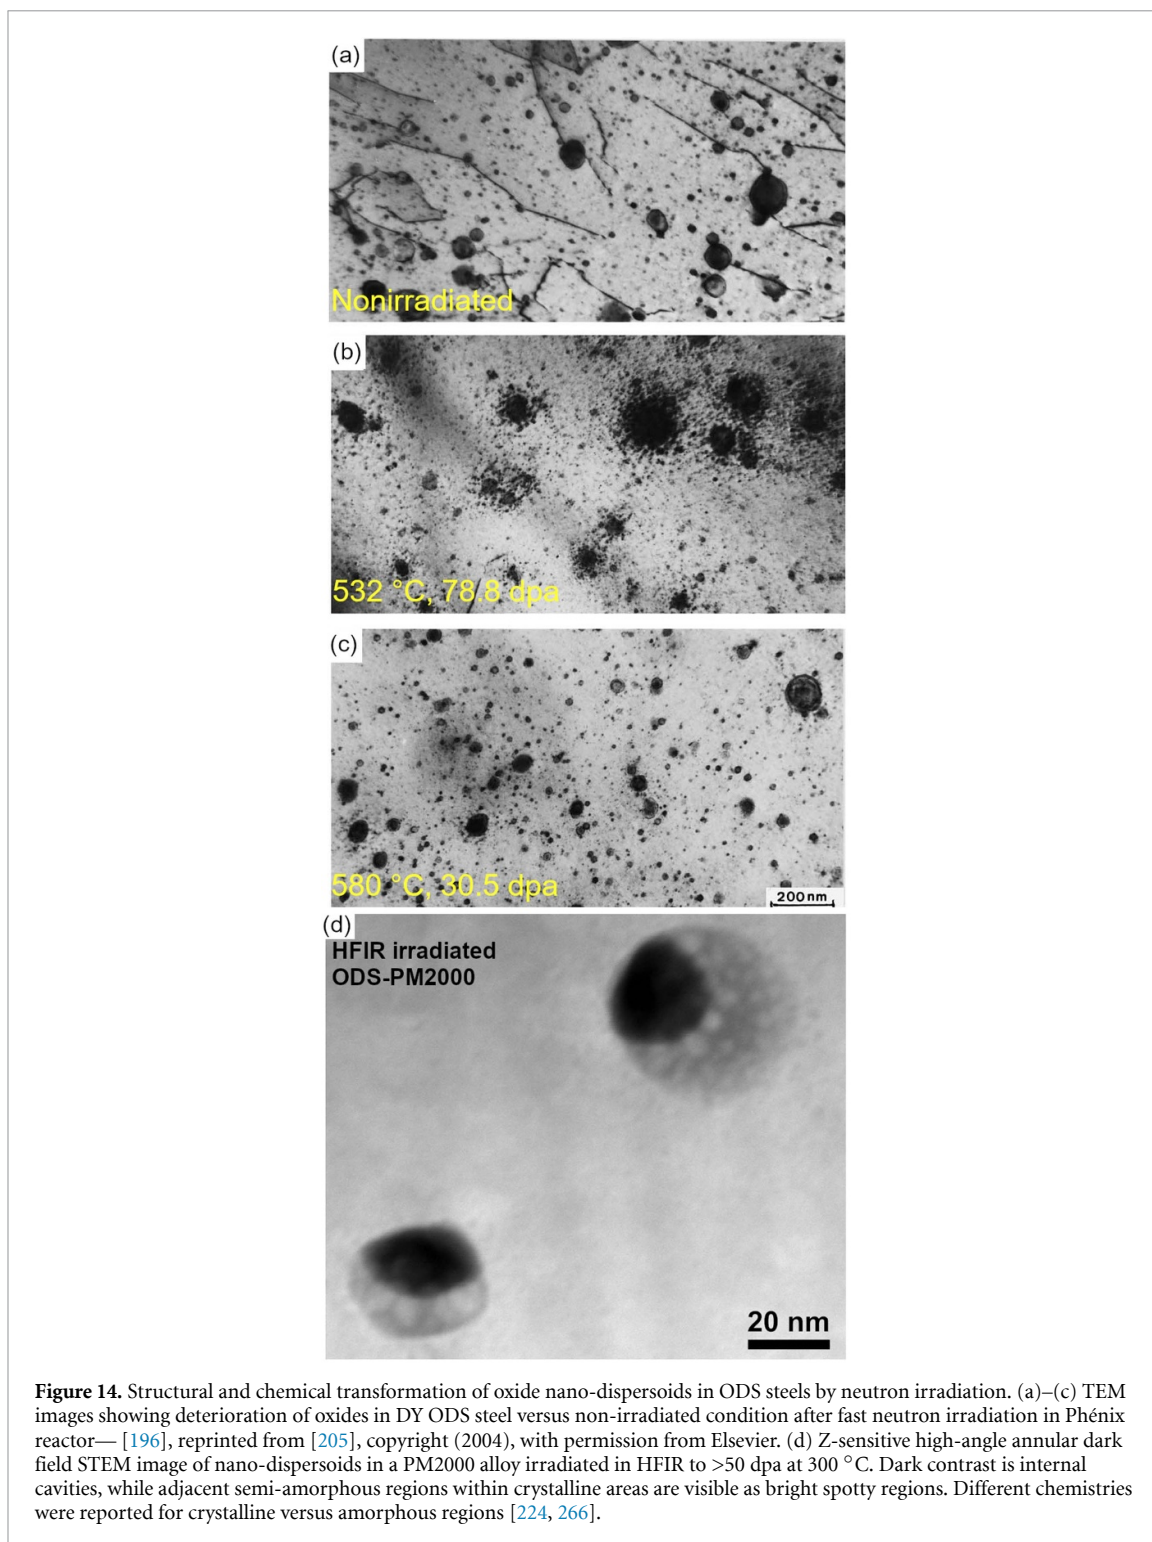 (a)
Nonirradiated
(b)
532 °C, 78.8 dpa
(c)
580 °C, 30.5 dpa
200nm
(d)
HFIR irradiated
ODS-PM2000
20 nm
Figure 14. Structural and chemical transformation of oxide nano-dispersoids in ODS steels by neutron irradiation. (a)–(c) TEM
images showing deterioration of oxides in DY ODS steel versus non-irradiated condition after fast neutron irradiation in Phénix
reactor— [196], reprinted from [205], copyright (2004), with permission from Elsevier. (d) Z-sensitive high-angle annular dark
field STEM image of nano-dispersoids in a PM2000 alloy irradiated in HFIR to >50 dpa at 300 °C. Dark contrast is internal
cavities, while adjacent semi-amorphous regions within crystalline areas are visible as bright spotty regions. Different chemistries
were reported for crystalline versus amorphous regions [224, 266].